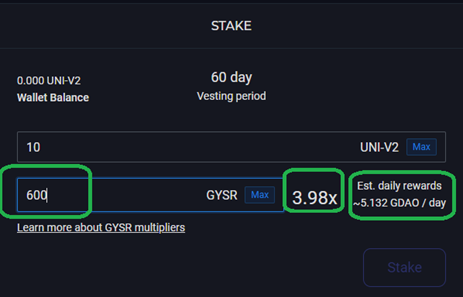 STAKE
0.000 UNI-V2
Wallet Balance
60 day
Vesting period
10 UNI-V2 Max
600 GYSR Max
3.98x
Est. daily rewards
~5.132 GDAO / day
Learn more about GYSR multipliers
Stake